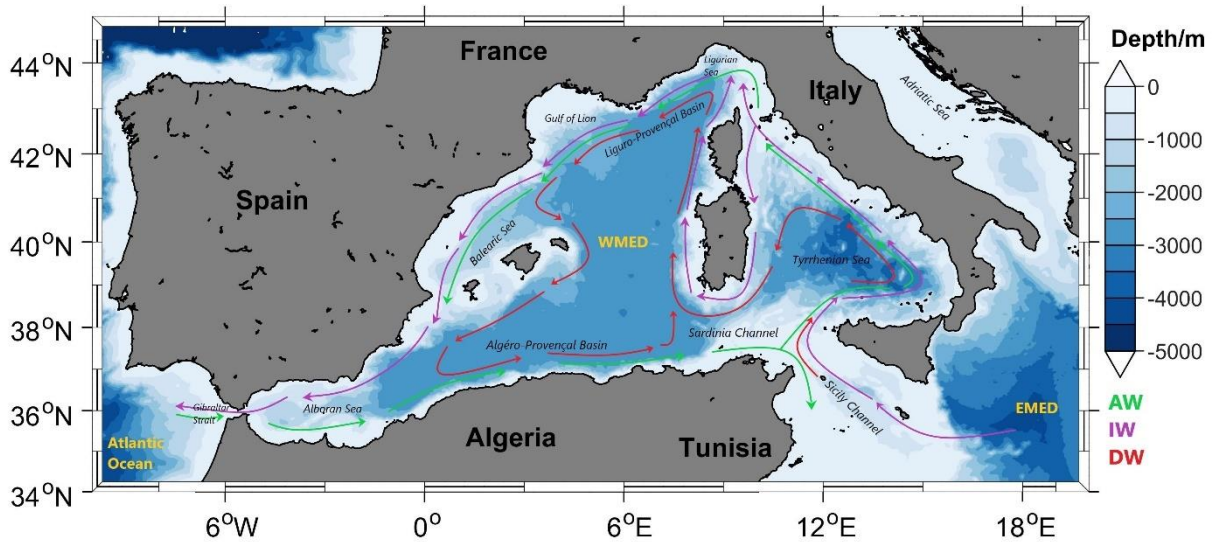 44°N
42°N
40°N
38°N
36°N
34°N
6°W
0°
6°E
12°E
18°E
France
Italy
Spain
Algeria
Tunisia
Ligurian
Sea
Adriatic Sea
Gulf of Lion
Liguro-Provençal Basin
Balearic Sea
WMED
Tyrrhenian Sea
Algéro-Provençal Basin
Sardinia Channel
Sicily Channel
EMED
Alboran Sea
Gibraltar
Strait
Atlantic
Ocean
Depth/m
0
-1000
-2000
-3000
-4000
-5000
AW
IW
DW